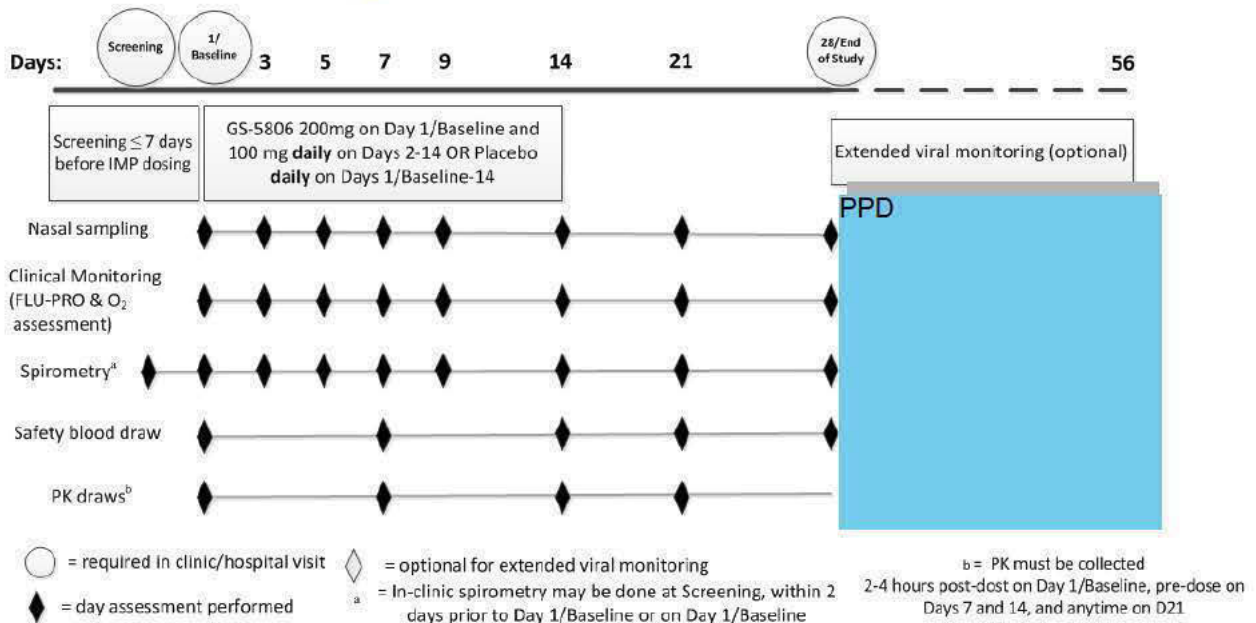 Screening
1/
Baseline
28/End
of Study
Days: 3 5 7 9 14 21 56
Screening ≤ 7 days
before IMP dosing
GS-5806 200mg on Day 1/Baseline and
100 mg daily on Days 2-14 OR Placebo
daily on Days 1/Baseline-14
Extended viral monitoring (optional)
PPD
Nasal sampling
Clinical Monitoring
(FLU-PRO & O₂
assessment)
Spirometryᵃ
Safety blood draw
PK drawsᵇ
= required in clinic/hospital visit
= day assessment performed
= optional for extended viral monitoring
ᵃ = In-clinic spirometry may be done at Screening, within 2
days prior to Day 1/Baseline or on Day 1/Baseline
b = PK must be collected
2-4 hours post-dost on Day 1/Baseline, pre-dose on
Days 7 and 14, and anytime on D21